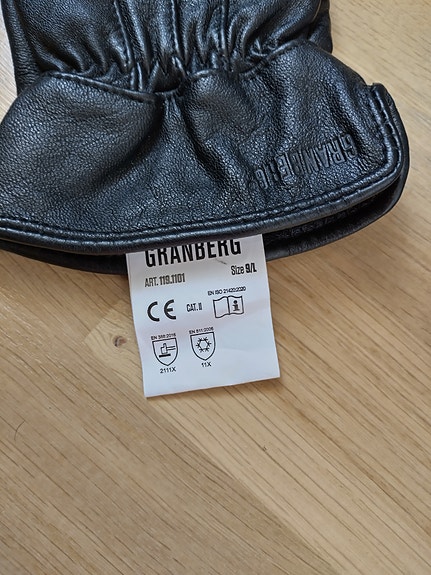 GRANBERG
GRANBERG
ART. 119.1101 Size 9/L
CE CAT. II EN ISO 21420:2020
EN 388:2016 EN 511:2006
2111X 11X